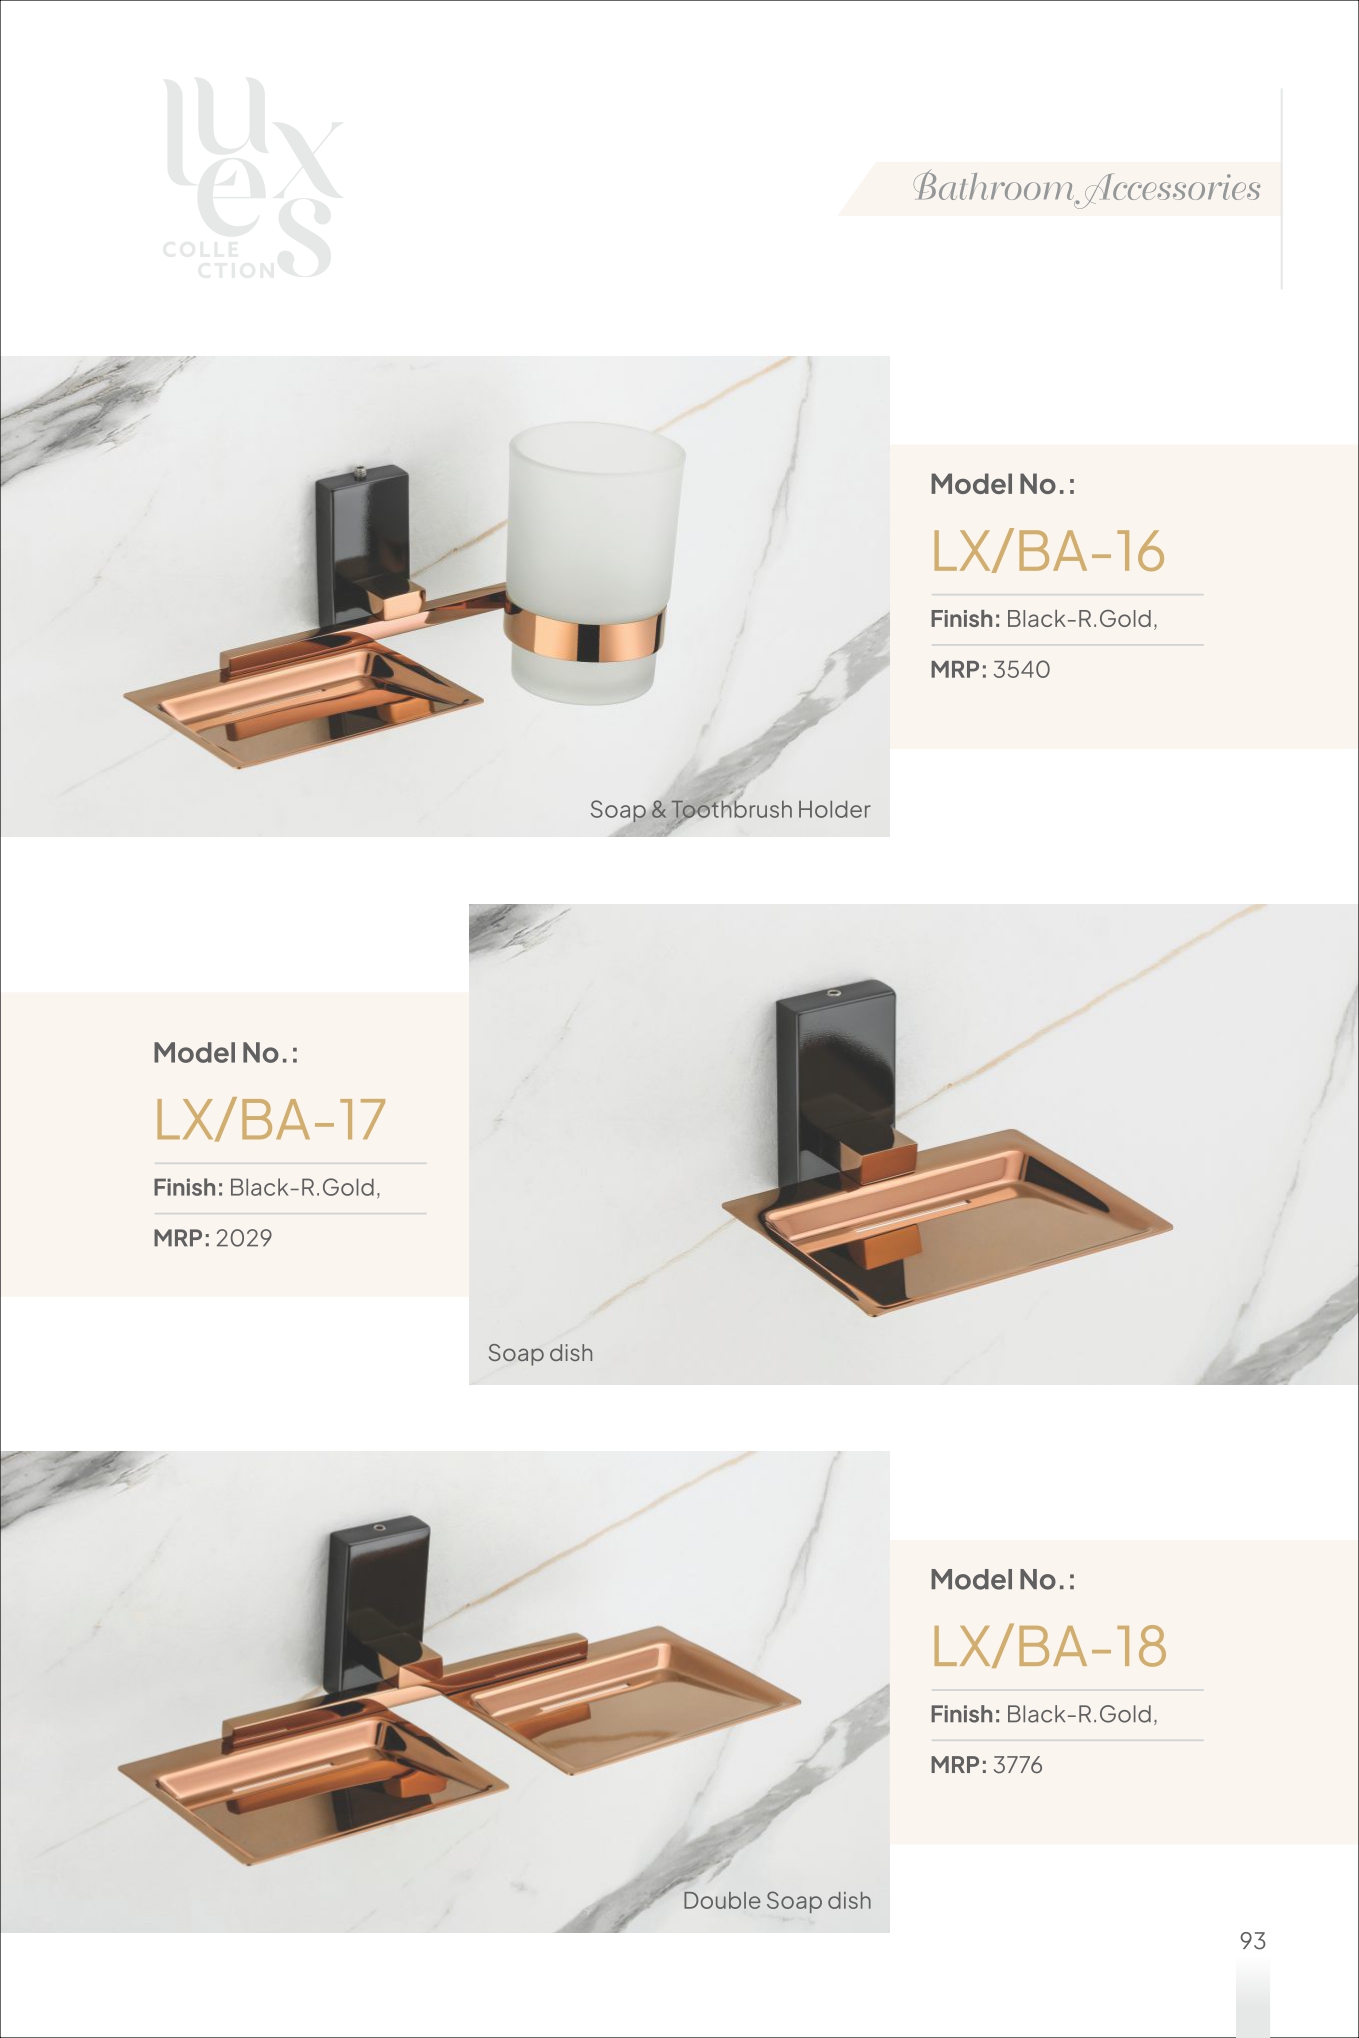 luxes
COLLE
CTION
Bathroom Accessories
Model No.:
LX/BA-16
Finish: Black-R.Gold,
MRP: 3540
Soap & Toothbrush Holder
Model No.:
LX/BA-17
Finish: Black-R.Gold,
MRP: 2029
Soap dish
Model No.:
LX/BA-18
Finish: Black-R.Gold,
MRP: 3776
Double Soap dish
93